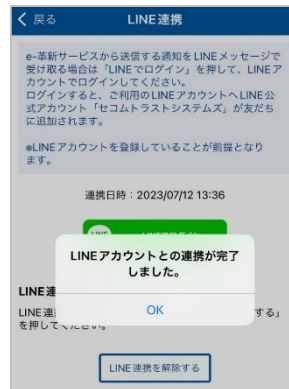 戻る
LINE連携
e-革新サービスから送信する通知をLINEメッセージで
受け取る場合は「LINEでログイン」を押して、LINEア
カウントでログインしてください。
ログインすると、ご利用のLINEアカウントへLINE公
式アカウント「セコムトラストシステムズ」が友だち
に追加されます。
※LINEアカウントを登録していることが前提となり
ます。
連携日時：2023/07/12 13:36
LINEアカウントとの連携が完了
しました。
LINE連
OK
LINE連
する」
を押してください。
LINE連携を解除する